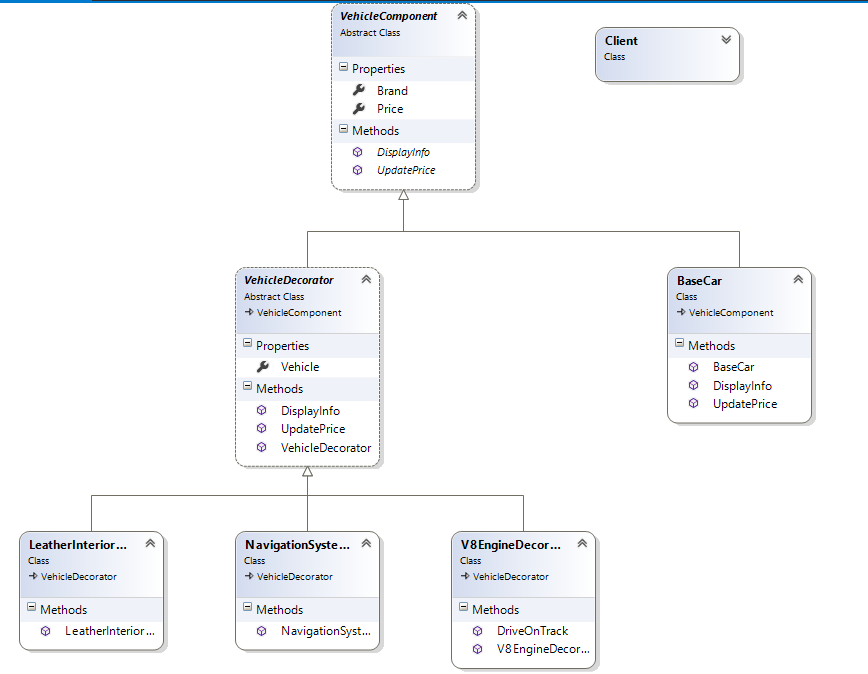 VehicleComponent
Abstract Class
Properties
Brand
Price
Methods
DisplayInfo
UpdatePrice
Client
Class
VehicleDecorator
Abstract Class
VehicleComponent
Properties
Vehicle
Methods
DisplayInfo
UpdatePrice
VehicleDecorator
BaseCar
Class
VehicleComponent
Methods
BaseCar
DisplayInfo
UpdatePrice
LeatherInterior...
Class
VehicleDecorator
Methods
LeatherInterior...
NavigationSyste...
Class
VehicleDecorator
Methods
NavigationSyst...
V8EngineDecor...
Class
VehicleDecorator
Methods
DriveOnTrack
V8EngineDecor...